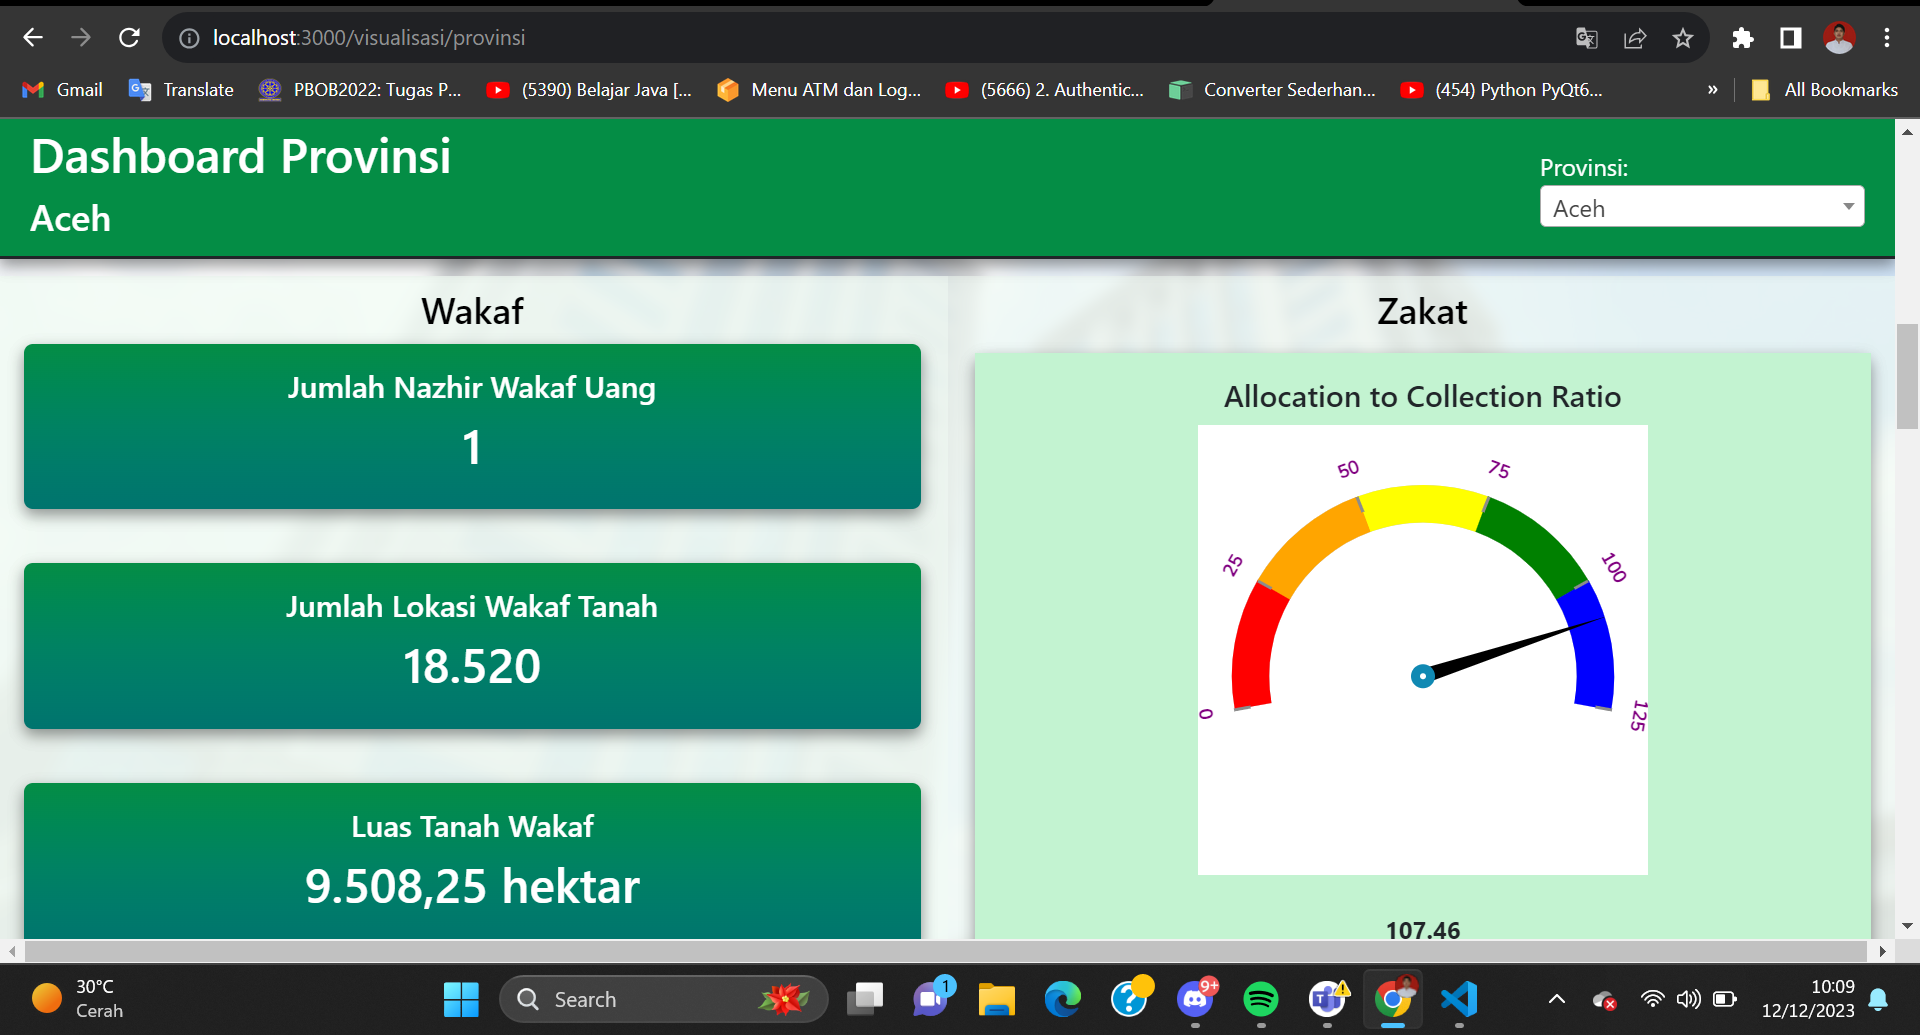 localhost:3000/visualisasi/provinsi
Gmail
Translate
PBOB2022: Tugas P...
(5390) Belajar Java [...
Menu ATM dan Log...
(5666) 2. Authentic...
Converter Sederhan...
(454) Python PyQt6...
»
All Bookmarks
Dashboard Provinsi
Aceh
Provinsi:
Aceh
Wakaf
Jumlah Nazhir Wakaf Uang
1
Jumlah Lokasi Wakaf Tanah
18.520
Luas Tanah Wakaf
9.508,25 hektar
Zakat
Allocation to Collection Ratio
0
25
50
75
100
125
107.46
30°C
Cerah
Search
1
9+
10:09
12/12/2023